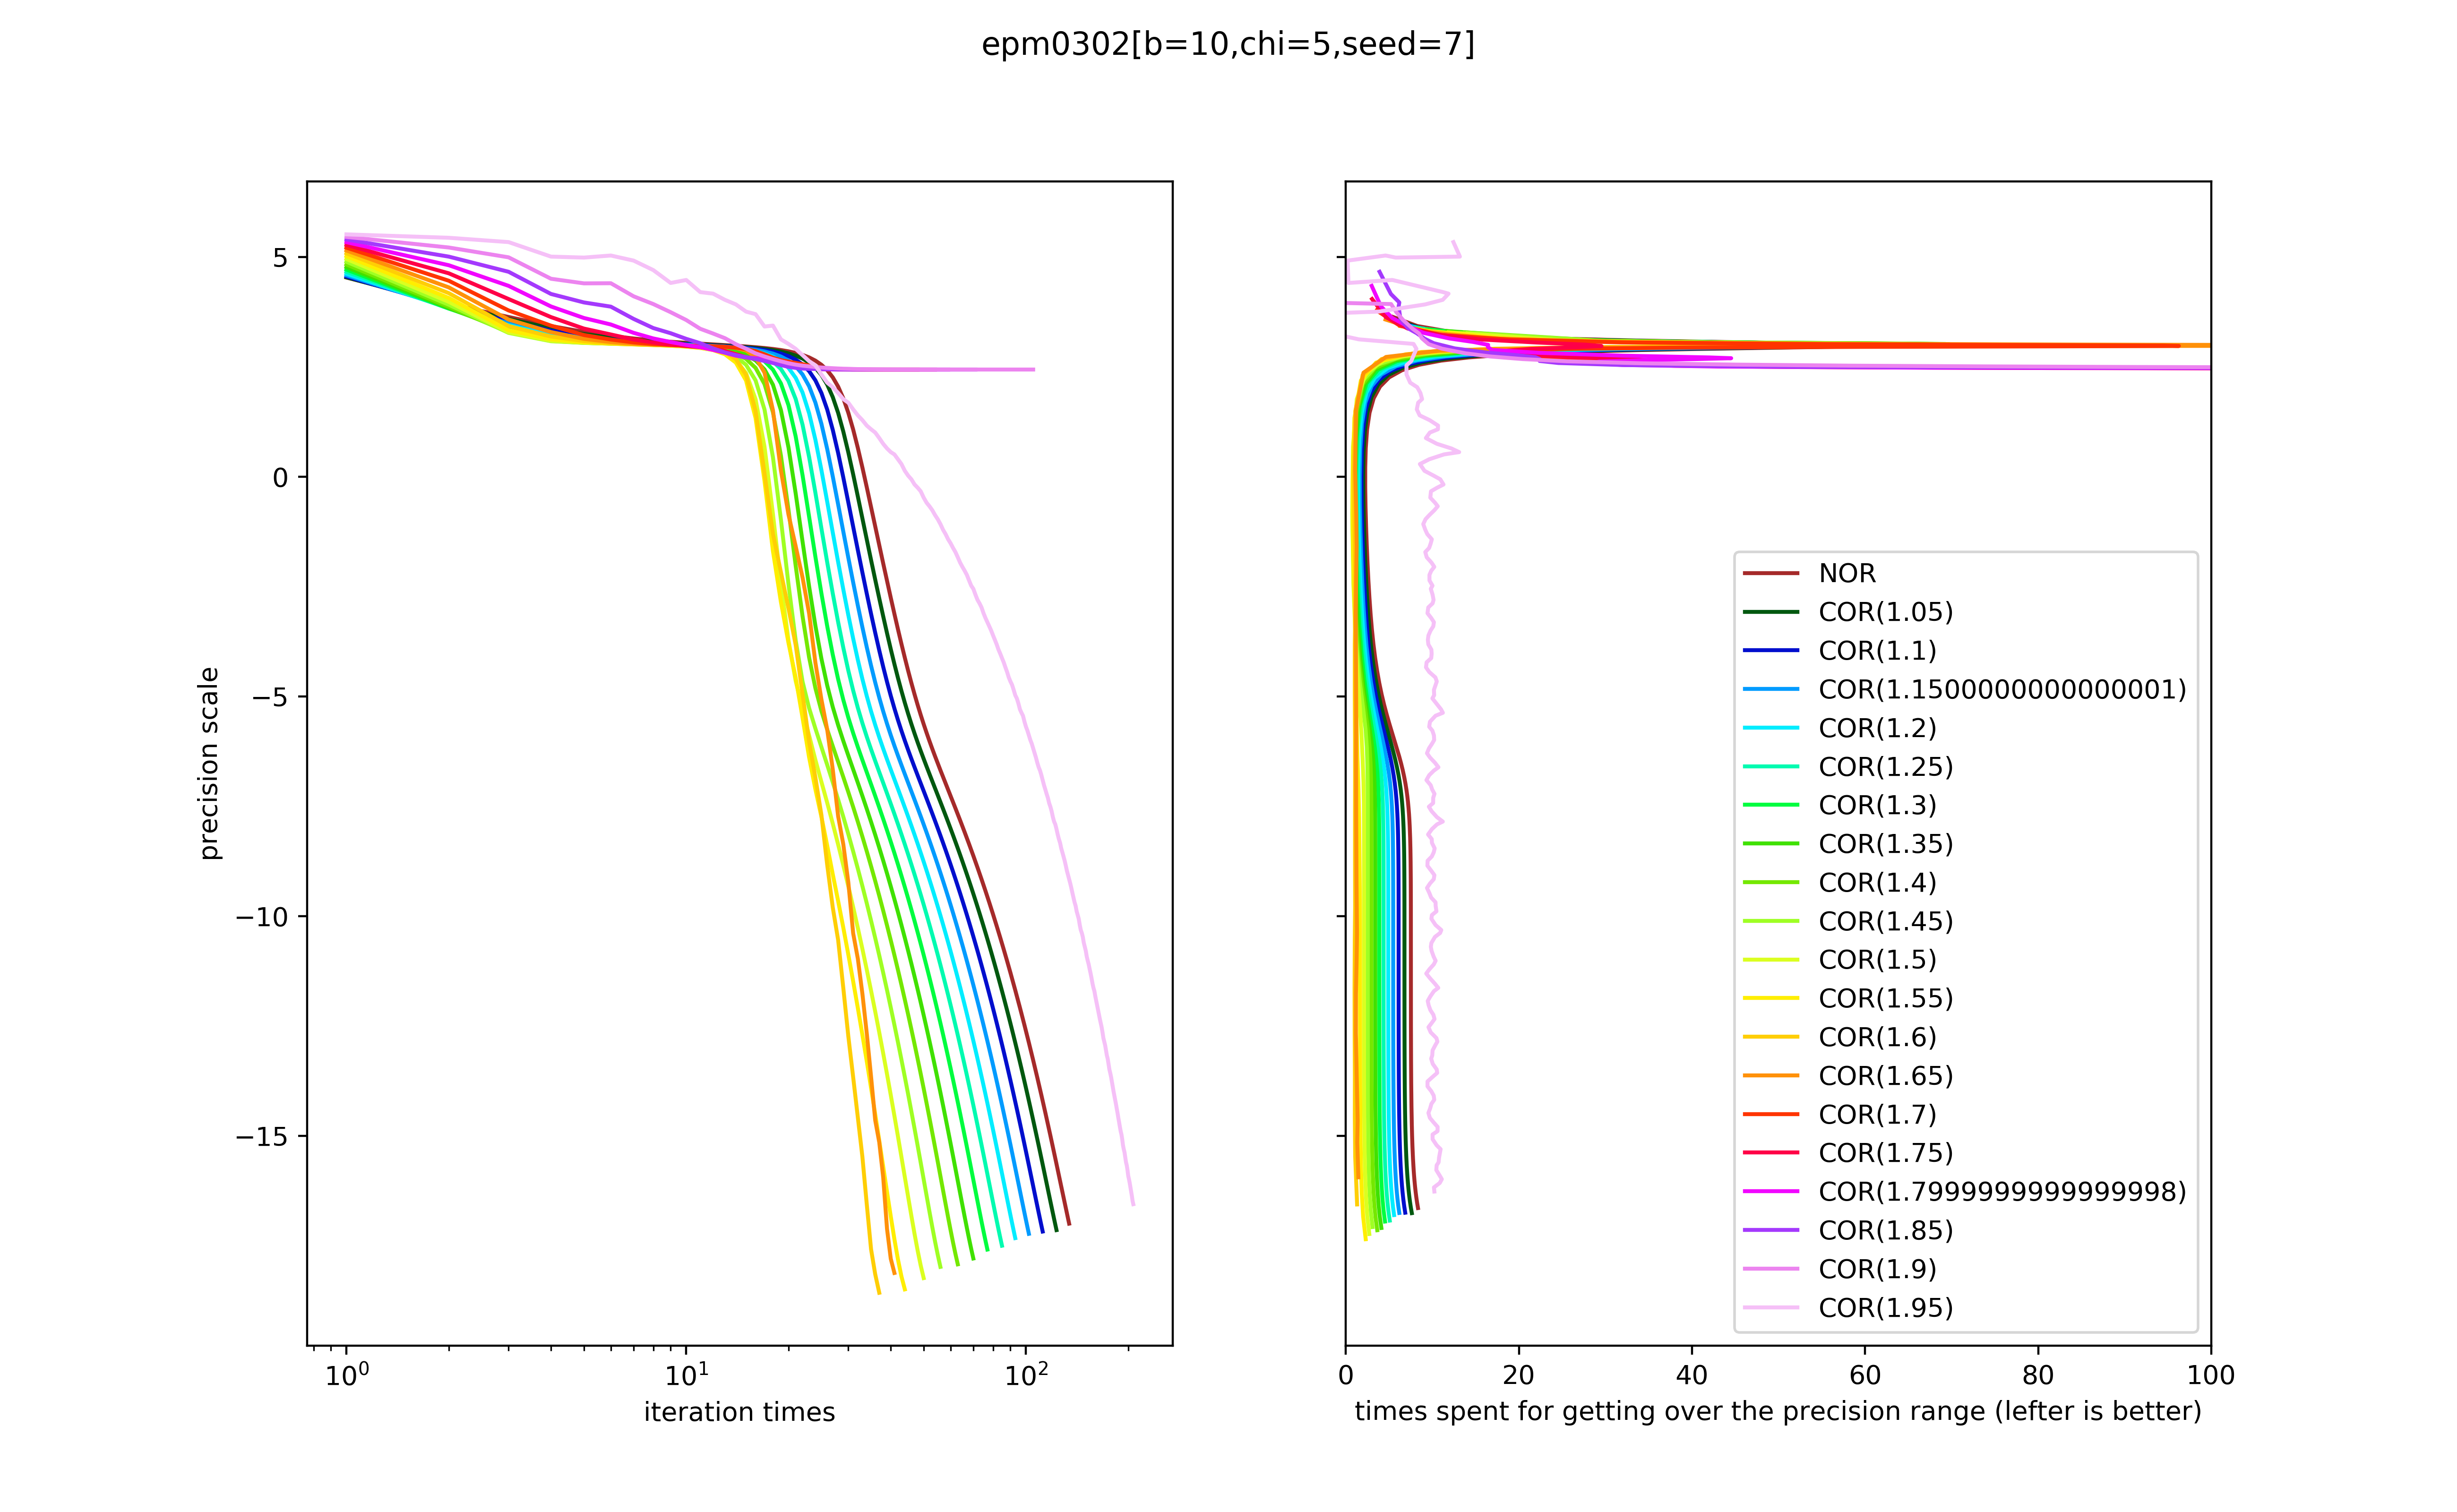 epm0302[b=10,chi=5,seed=7]
precision scale
5
0
−5
−10
−15
10^0
10^1
10^2
iteration times
0
20
40
60
80
100
times spent for getting over the precision range (lefter is better)
NOR
COR(1.05)
COR(1.1)
COR(1.1500000000000001)
COR(1.2)
COR(1.25)
COR(1.3)
COR(1.35)
COR(1.4)
COR(1.45)
COR(1.5)
COR(1.55)
COR(1.6)
COR(1.65)
COR(1.7)
COR(1.75)
COR(1.7999999999999998)
COR(1.85)
COR(1.9)
COR(1.95)